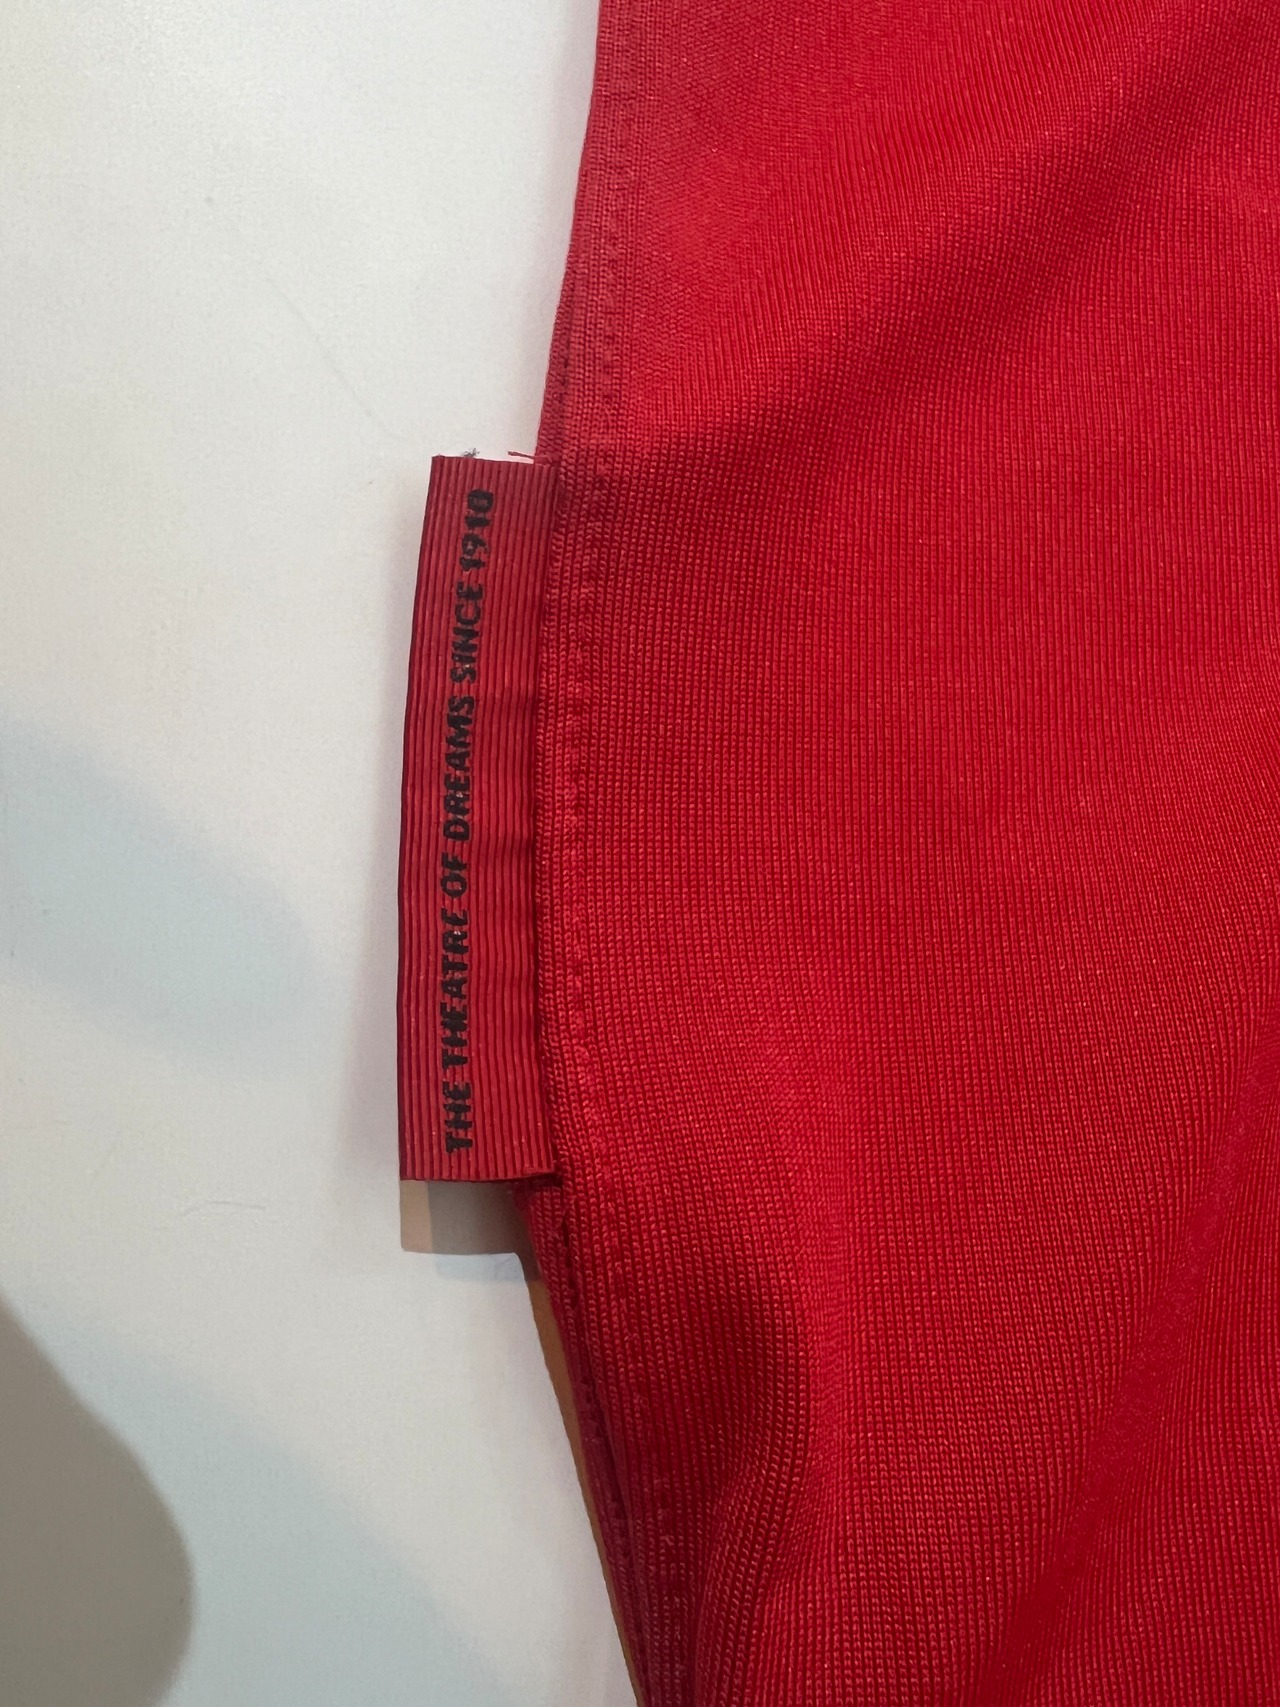 THE THEATRE OF DREAMS SINCE 1910